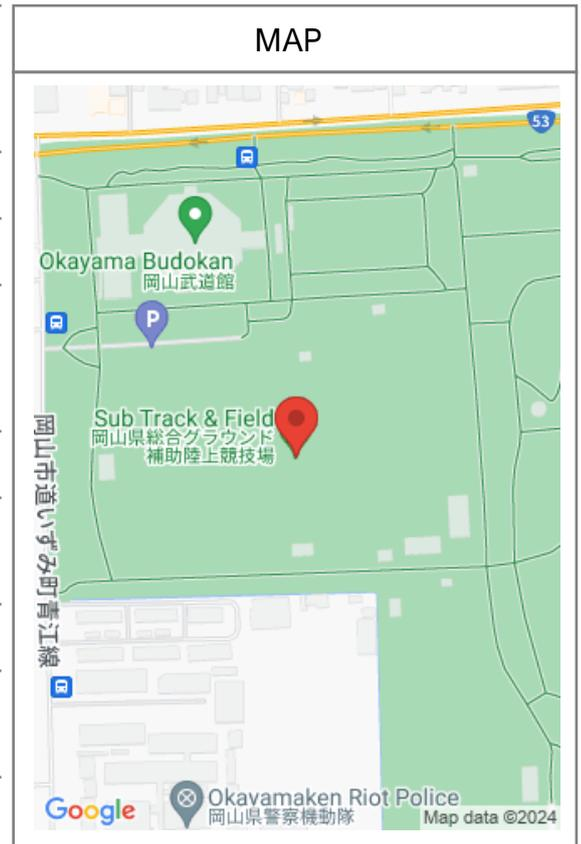 MAP
53
Okayama Budokan
岡山武道館
P
Sub Track & Field
岡山県総合グラウンド
補助陸上競技場
岡山市道いずみ町青江線
Okayamaken Riot Police
岡山県警察機動隊
Google
Map data ©2024